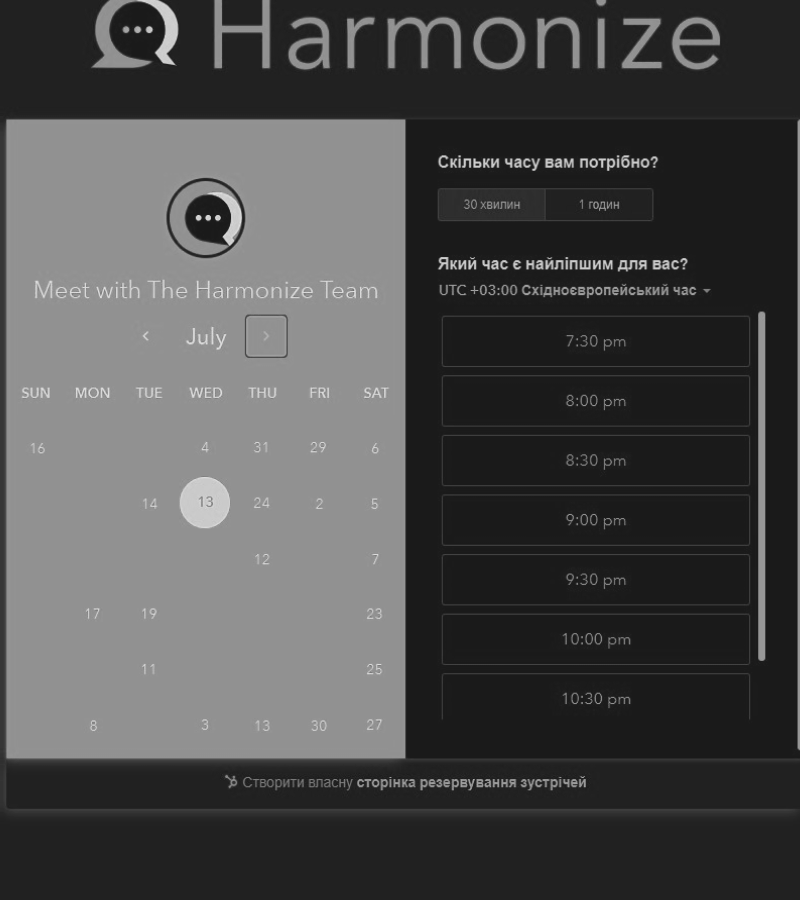 Harmonize
Meet with The Harmonize Team
July
SUN MON TUE WED THU FRI SAT
16 4 31 29 6
14 13 24 2 5
12 7
17 19 23
11 25
8 3 13 30 27
Скільки часу вам потрібно?
30 хвилин 1 годин
Який час є найліпшим для вас?
UTC +03:00 Східноєвропейський час
7:30 pm
8:00 pm
8:30 pm
9:00 pm
9:30 pm
10:00 pm
10:30 pm
Створити власну сторінка резервування зустрічей